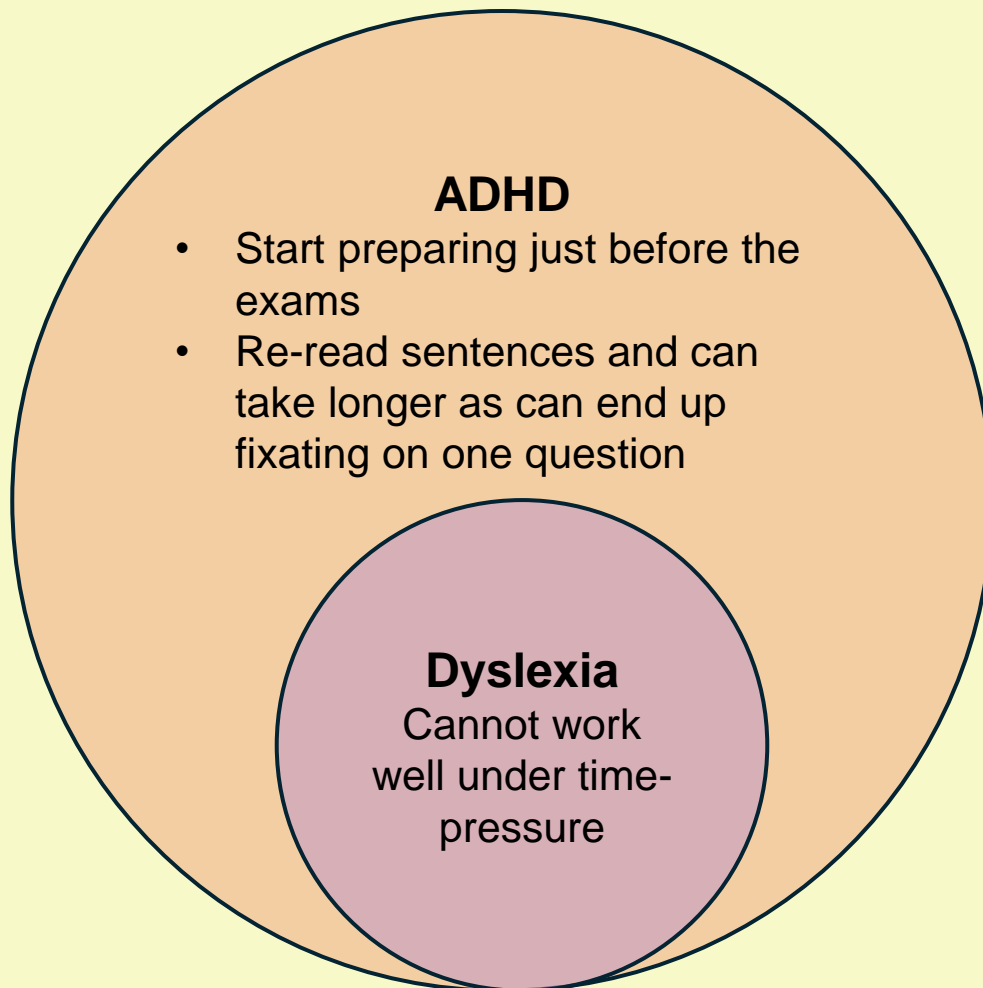 ADHD
• Start preparing just before the
exams
• Re-read sentences and can
take longer as can end up
fixating on one question
Dyslexia
Cannot work
well under time-
pressure